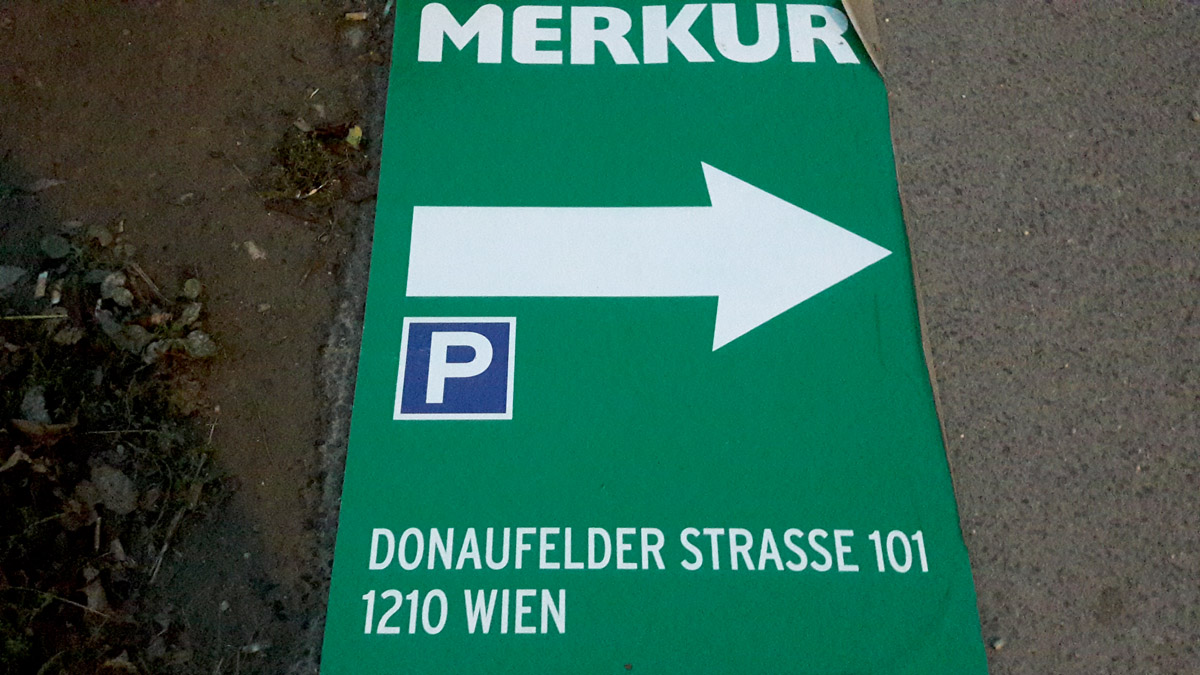 MERKUR
P
DONAUFELDER STRASSE 101
1210 WIEN